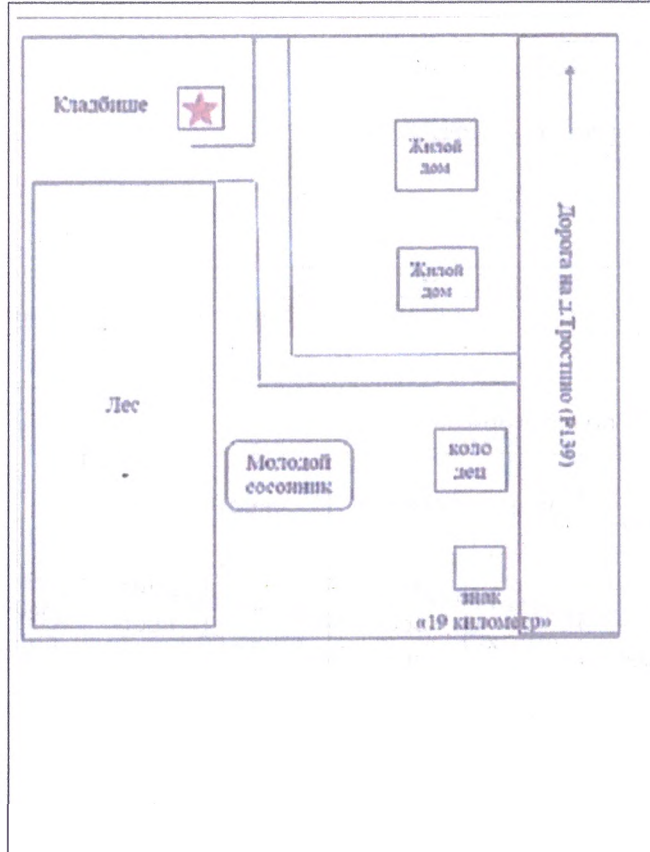 Кладбище
Жилой
дом
Жилой
дом
Дорога на д.Тростино (Р139)
Лес
Молодой
сосонник
коло
дец
знак
«19 километр»